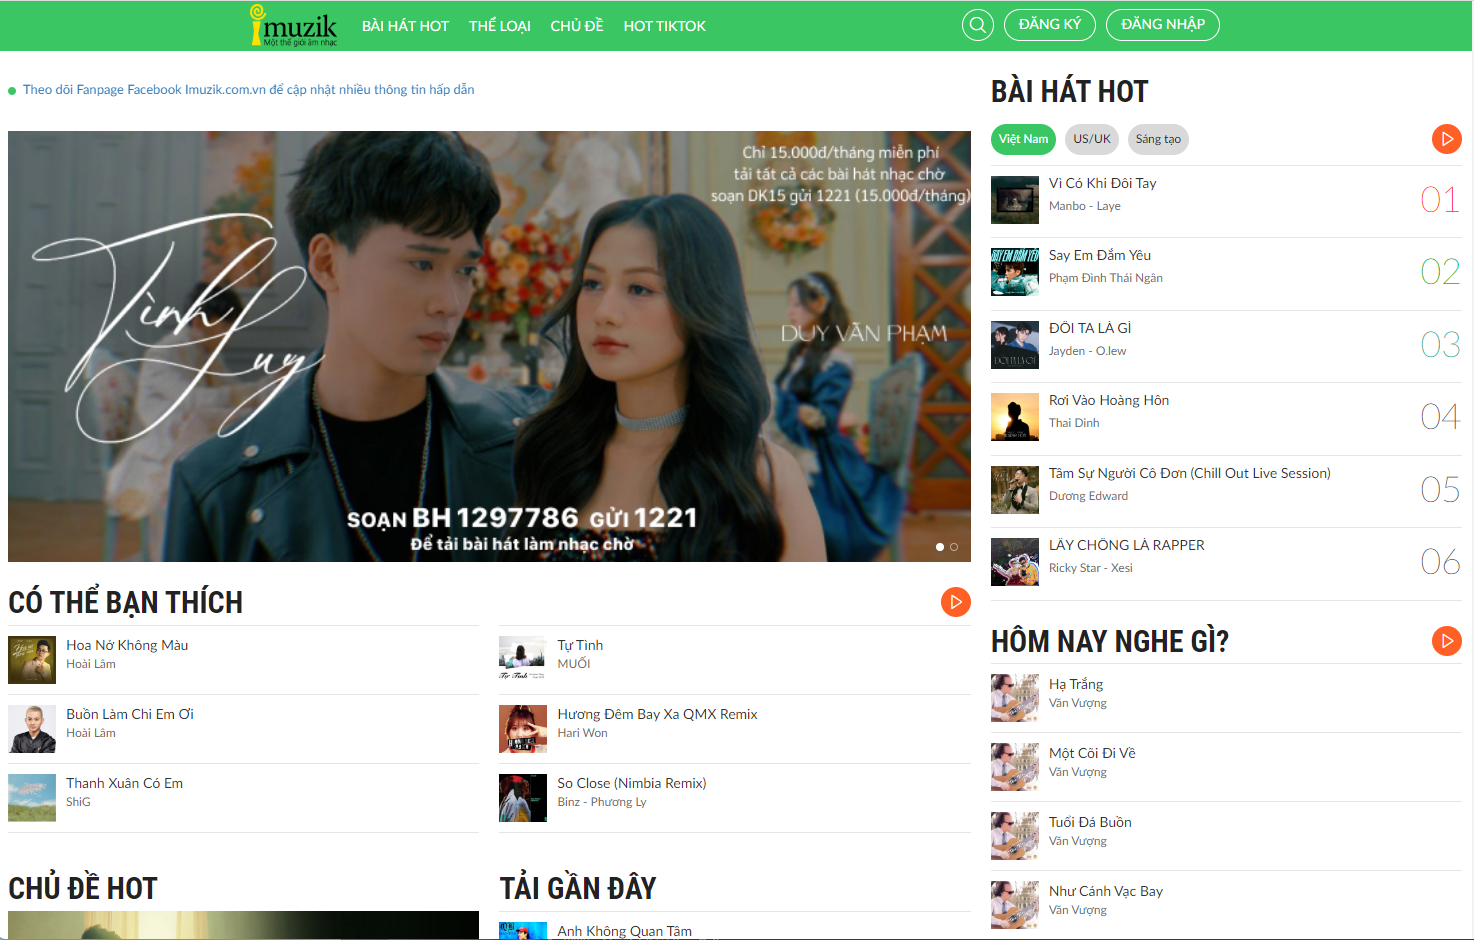 imuzik
Một thế giới âm nhạc
BÀI HÁT HOT
THỂ LOẠI
CHỦ ĐỀ
HOT TIKTOK
ĐĂNG KÝ
ĐĂNG NHẬP
Theo dõi Fanpage Facebook Imuzik.com.vn để cập nhật nhiều thông tin hấp dẫn
Chỉ 15.000đ/tháng miễn phí
tải tất cả các bài hát nhạc chờ
soạn DK15 gửi 1221 (15.000đ/tháng)
Tình Luy
DUY VĂN PHẠM
SOẠN BH 1297786 GỬI 1221
Để tải bài hát làm nhạc chờ
CÓ THỂ BẠN THÍCH
Hoa Nở Không Màu
Hoài Lâm
Buồn Làm Chi Em Ơi
Hoài Lâm
Thanh Xuân Có Em
ShiG
Tự Tình
MUỐI
Hương Đêm Bay Xa QMX Remix
Hari Won
So Close (Nimbia Remix)
Binz - Phương Ly
CHỦ ĐỀ HOT
TẢI GẦN ĐÂY
Anh Không Quan Tâm
BÀI HÁT HOT
Việt Nam
US/UK
Sáng tạo
Vì Có Khi Đôi Tay
Manbo - Laye
01
Say Em Đắm Yêu
Phạm Đình Thái Ngân
02
ĐÔI TA LÀ GÌ
Jayden - O.lew
03
Rơi Vào Hoàng Hôn
Thai Dinh
04
Tâm Sự Người Cô Đơn (Chill Out Live Session)
Dương Edward
05
LẤY CHỒNG LÀ RAPPER
Ricky Star - Xesi
06
HÔM NAY NGHE GÌ?
Hạ Trắng
Văn Vượng
Một Cõi Đi Về
Văn Vượng
Tuổi Đá Buồn
Văn Vượng
Như Cánh Vạc Bay
Văn Vượng